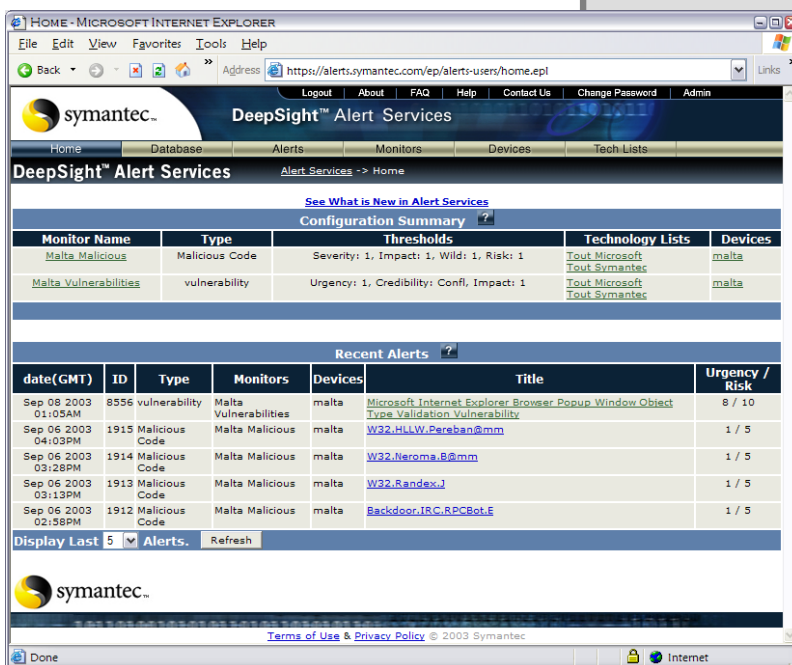 HOME - MICROSOFT INTERNET EXPLORER
File Edit View Favorites Tools Help
Back » Address https://alerts.symantec.com/ep/alerts-users/home.epl Links »
Logout About FAQ Help Contact Us Change Password Admin
symantec™ DeepSight™ Alert Services
Home Database Alerts Monitors Devices Tech Lists
DeepSight™ Alert Services Alert Services -> Home
See What is New in Alert Services
Configuration Summary ?
Monitor Name Type Thresholds Technology Lists Devices
Malta Malicious Malicious Code Severity: 1, Impact: 1, Wild: 1, Risk: 1 Tout Microsoft malta
Tout Symantec
Malta Vulnerabilities vulnerability Urgency: 1, Credibility: Confl, Impact: 1 Tout Microsoft malta
Tout Symantec
Recent Alerts ?
date(GMT) ID Type Monitors Devices Title Urgency / Risk
Sep 08 2003 8556 vulnerability Malta malta Microsoft Internet Explorer Browser Popup Window Object 8 / 10
01:05AM Vulnerabilities Type Validation Vulnerability
Sep 06 2003 1915 Malicious Malta Malicious malta W32.HLLW.Pereban@mm 1 / 5
04:03PM Code
Sep 06 2003 1914 Malicious Malta Malicious malta W32.Neroma.B@mm 1 / 5
03:28PM Code
Sep 06 2003 1913 Malicious Malta Malicious malta W32.Randex.J 1 / 5
03:13PM Code
Sep 06 2003 1912 Malicious Malta Malicious malta Backdoor.IRC.RPCBot.E 1 / 5
02:58PM Code
Display Last 5 Alerts. Refresh
symantec™
Terms of Use & Privacy Policy © 2003 Symantec
Done Internet